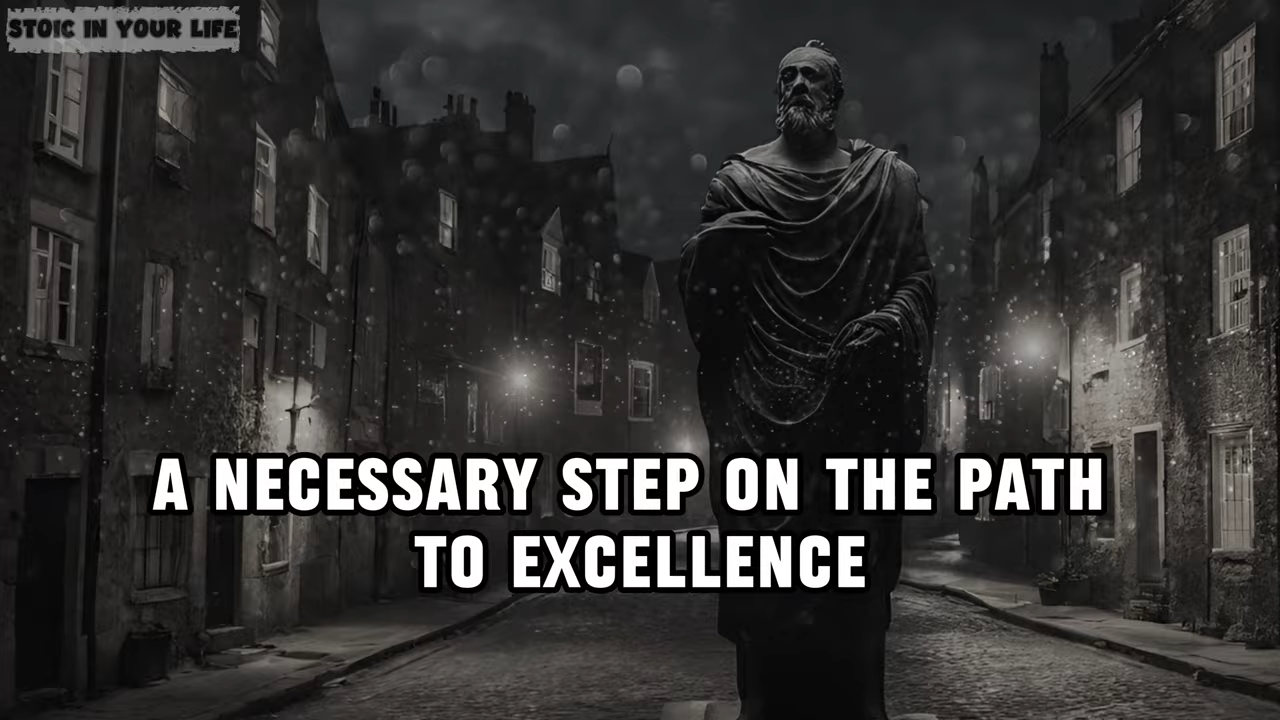 STOIC IN YOUR LIFE
A NECESSARY STEP ON THE PATH
TO EXCELLENCE